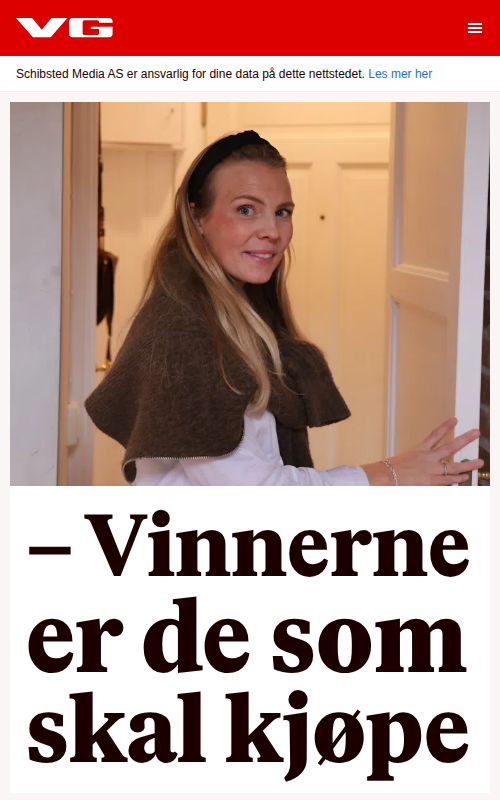 VG
Schibsted Media AS er ansvarlig for dine data på dette nettstedet. Les mer her
– Vinnerne
er de som
skal kjøpe